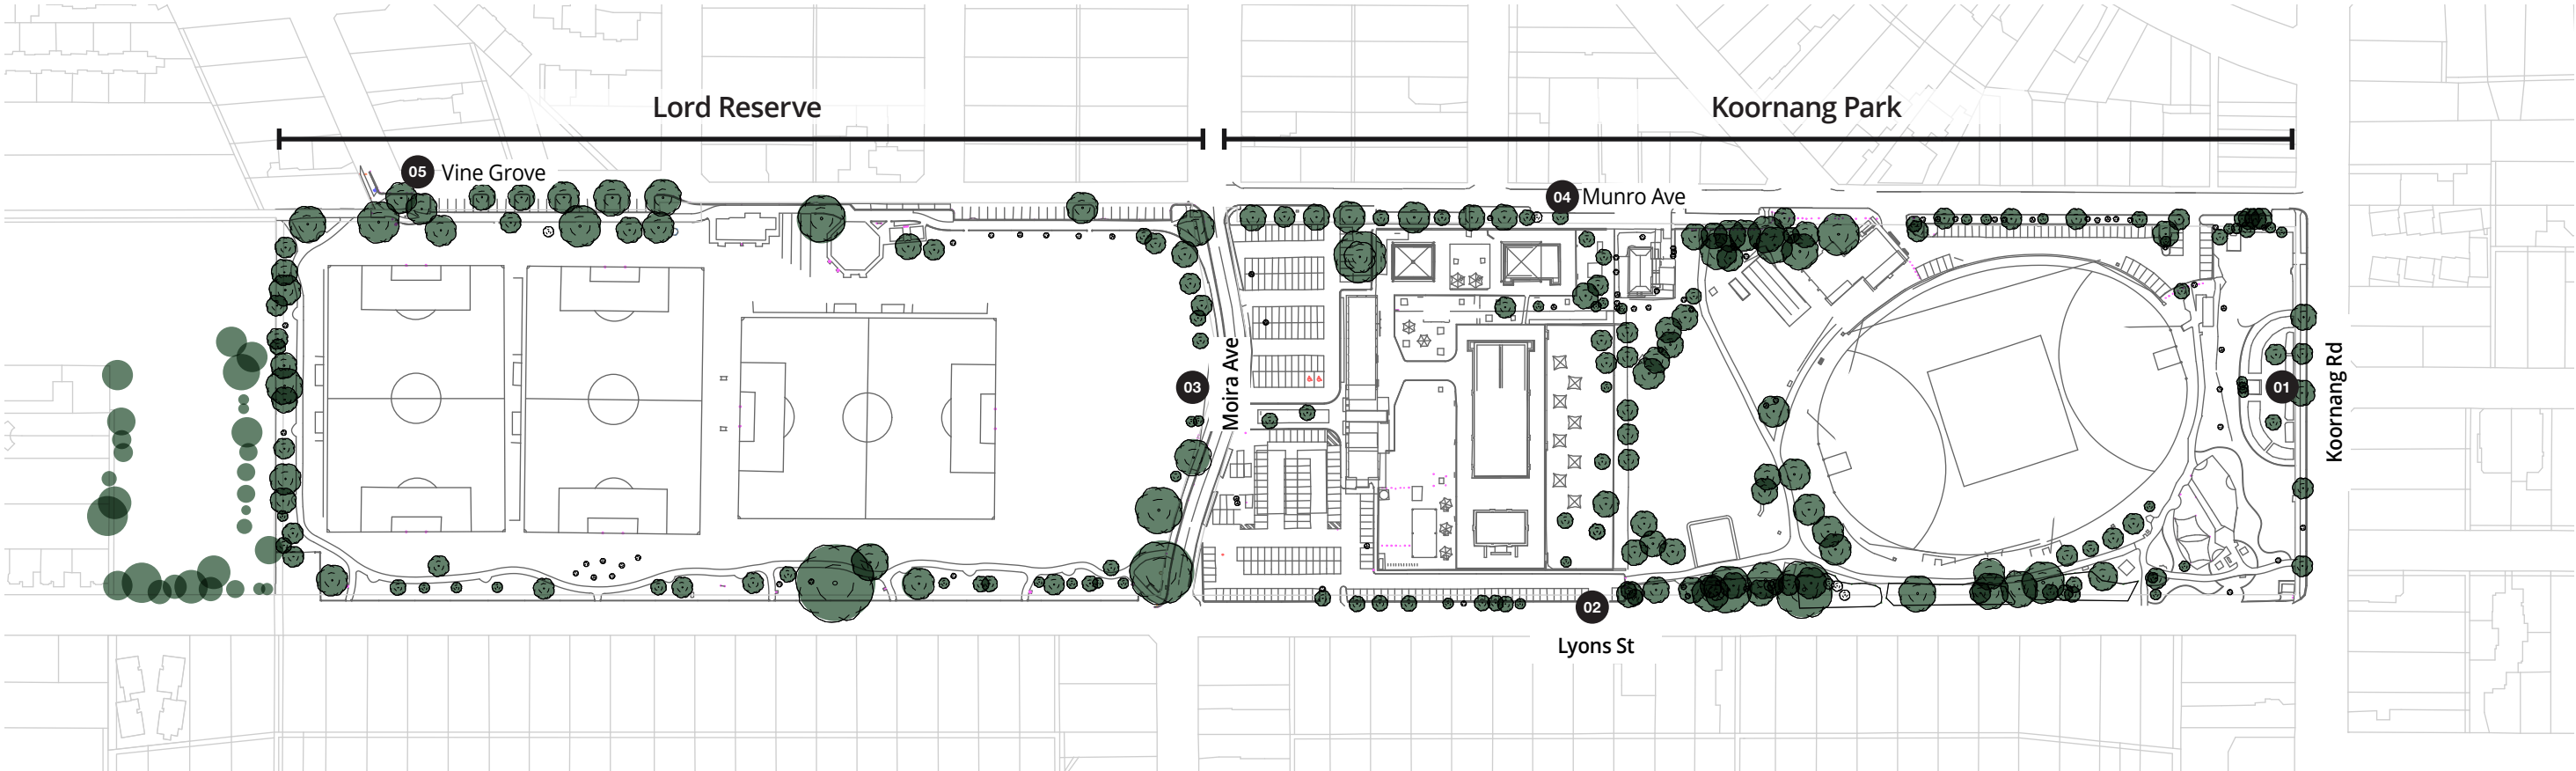 Lord Reserve
Koornang Park
05 Vine Grove
04 Munro Ave
03
Moira Ave
01
Koornang Rd
02
Lyons St